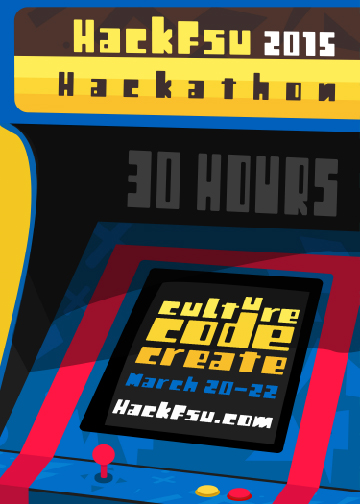 HackFSU 2015
Hackathon
30 HOURS
culture
code
create
March 20-22
HackFSU.com